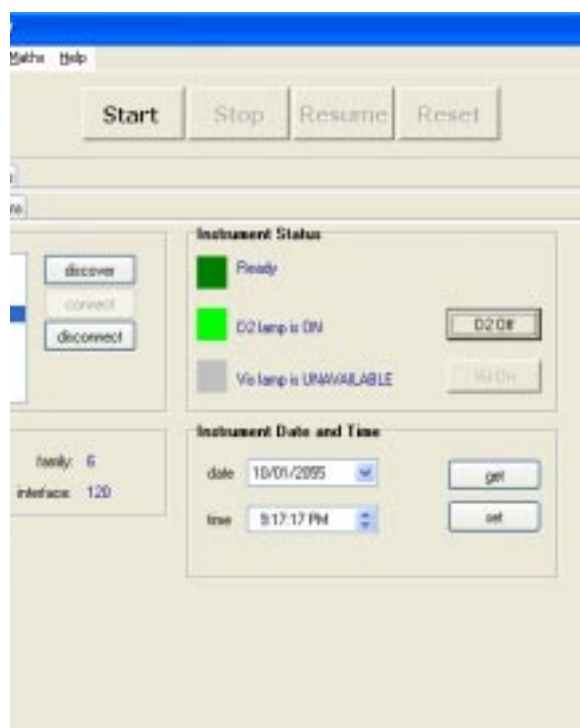 Maths Help
Start Stop Resume Reset
discover
connect
disconnect
Instrument Status
Ready
D2 lamp is ON
D2 Off
Vis lamp is UNAVAILABLE
Vis On
family: 6
interface: 120
Instrument Date and Time
date 10/01/2095
get
time 9:17:17 PM
set